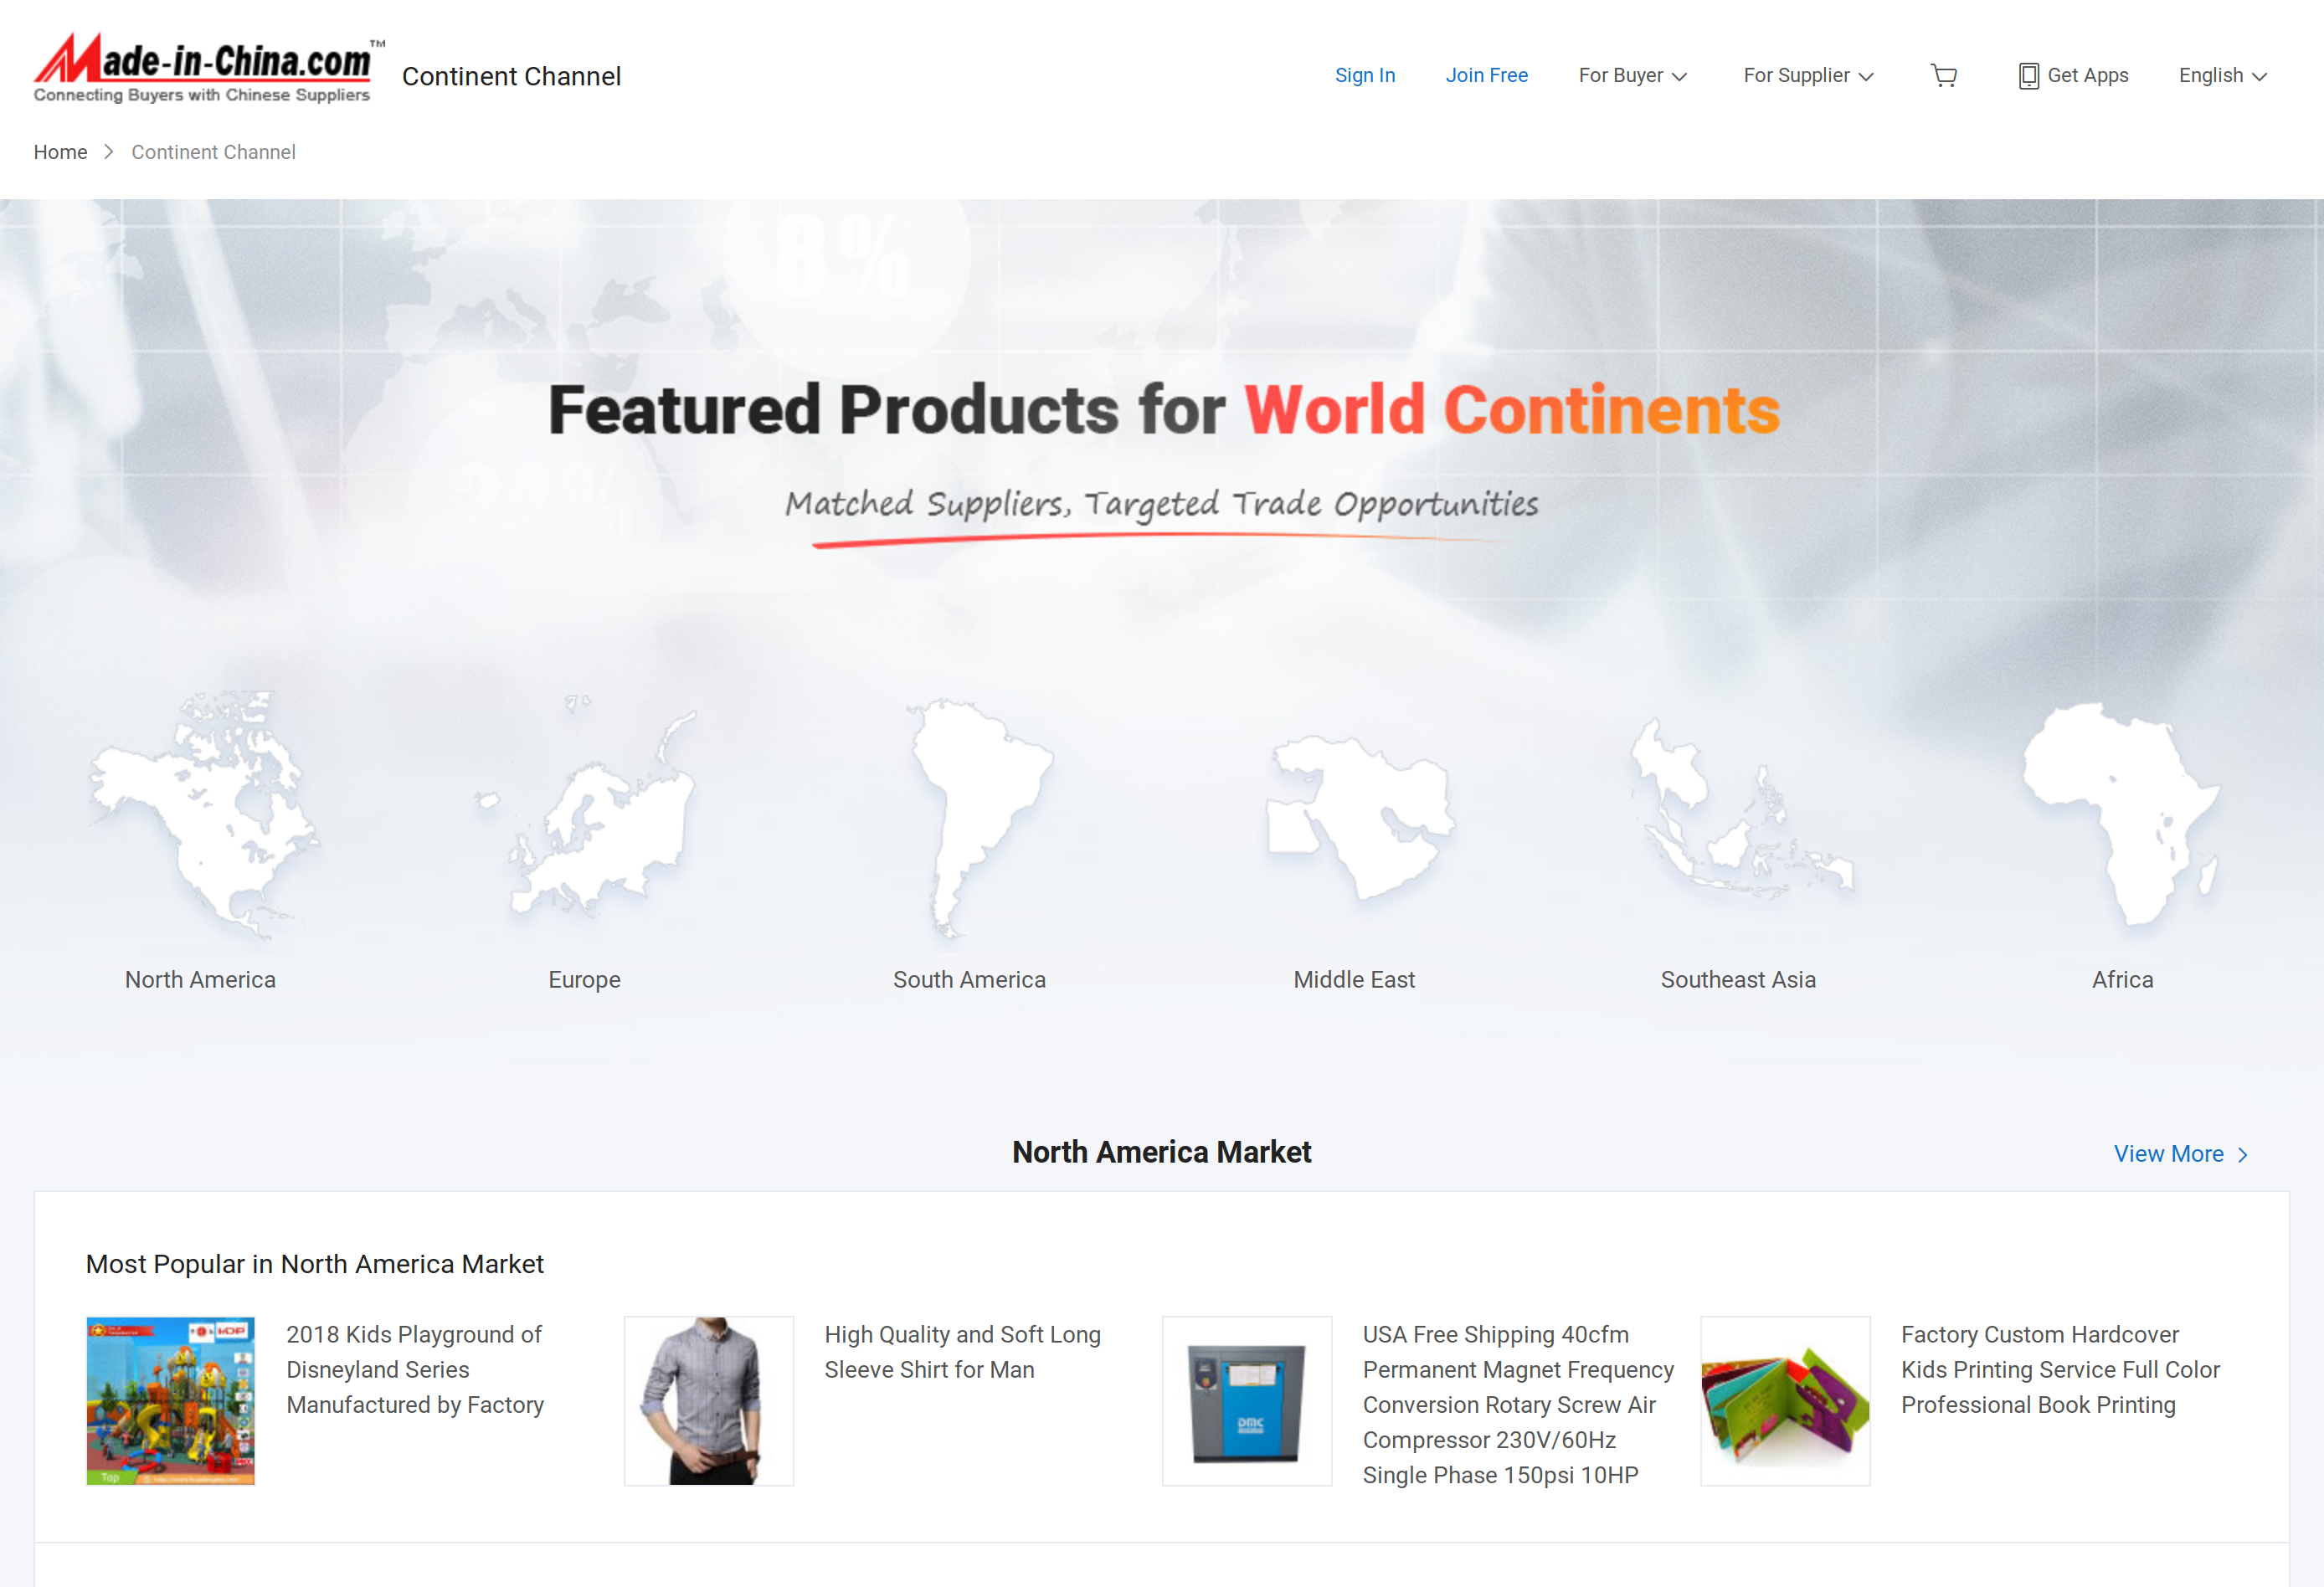 Made-in-China.com™
Connecting Buyers with Chinese Suppliers
Continent Channel
Sign In
Join Free
For Buyer
For Supplier
Get Apps
English
Home
Continent Channel
8%
Featured Products for World Continents
Matched Suppliers, Targeted Trade Opportunities
North America
Europe
South America
Middle East
Southeast Asia
Africa
North America Market
View More
Most Popular in North America Market
2018 Kids Playground of
Disneyland Series
Manufactured by Factory
High Quality and Soft Long
Sleeve Shirt for Man
USA Free Shipping 40cfm
Permanent Magnet Frequency
Conversion Rotary Screw Air
Compressor 230V/60Hz
Single Phase 150psi 10HP
Factory Custom Hardcover
Kids Printing Service Full Color
Professional Book Printing
Top
DMC